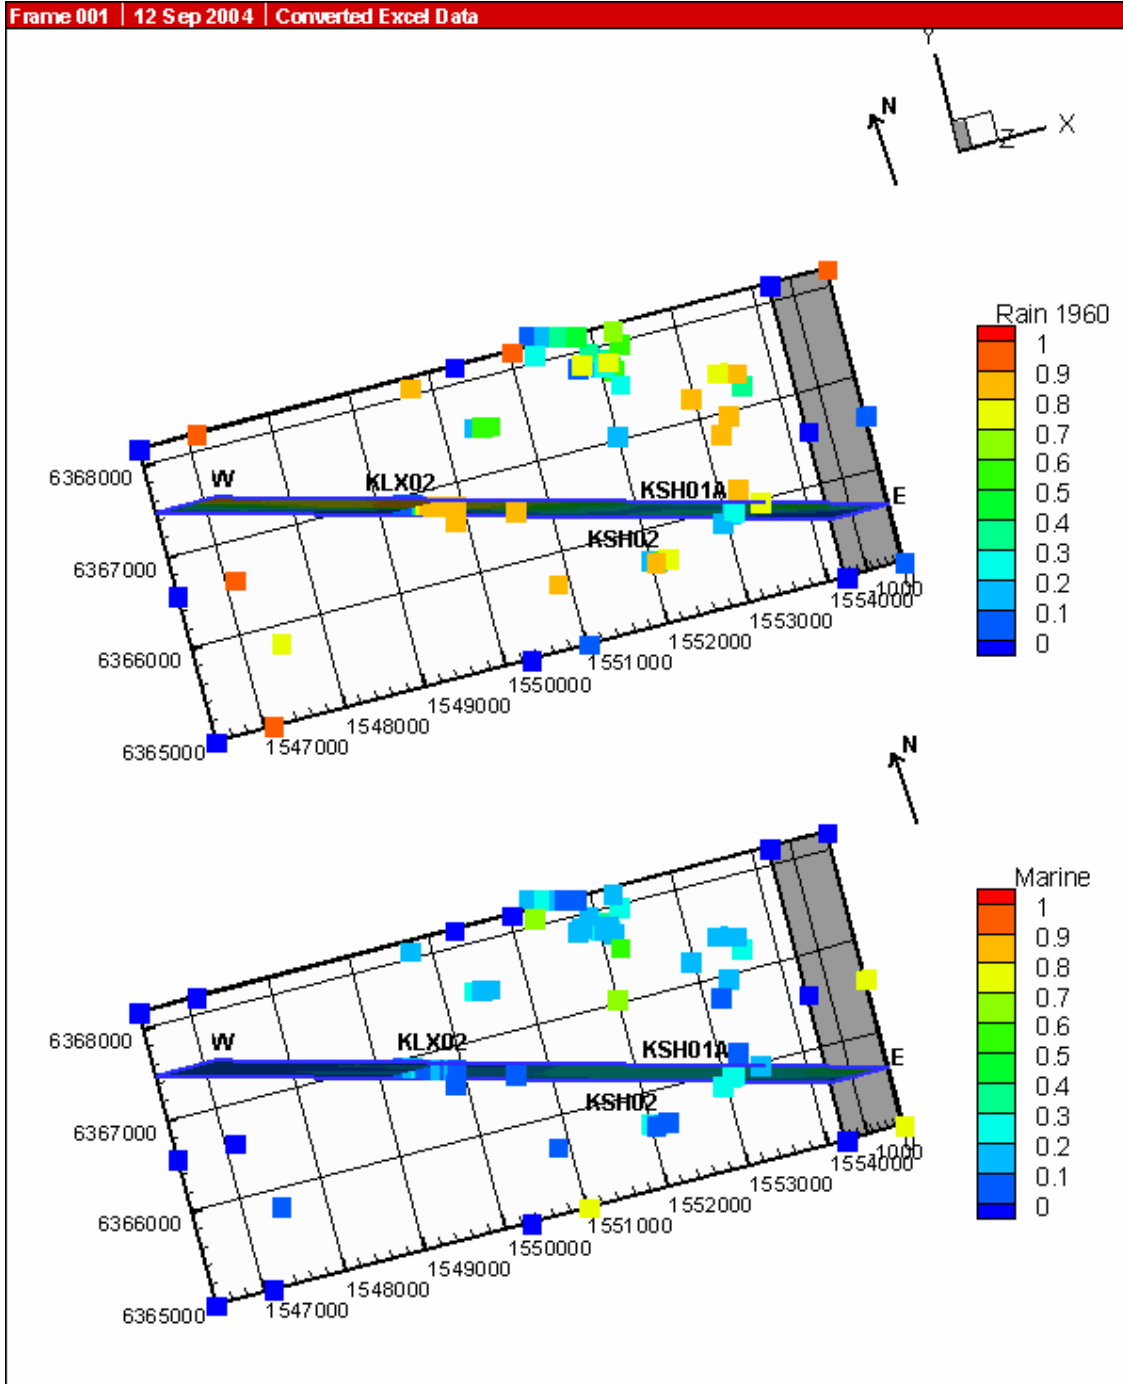 Frame 001 | 12 Sep 2004 | Converted Excel Data
Y
N
X
Z
Rain 1960
1
0.9
0.8
0.7
0.6
0.5
0.4
0.3
0.2
0.1
0
6368000
W
KLX02
KSH01A
E
KSH02
6367000
6366000
6365000
1547000
1548000
1549000
1550000
1551000
1552000
1553000
1554000
-1000
N
Marine
1
0.9
0.8
0.7
0.6
0.5
0.4
0.3
0.2
0.1
0
6368000
W
KLX02
KSH01A
E
KSH02
6367000
6366000
6365000
1547000
1548000
1549000
1550000
1551000
1552000
1553000
1554000
-1000